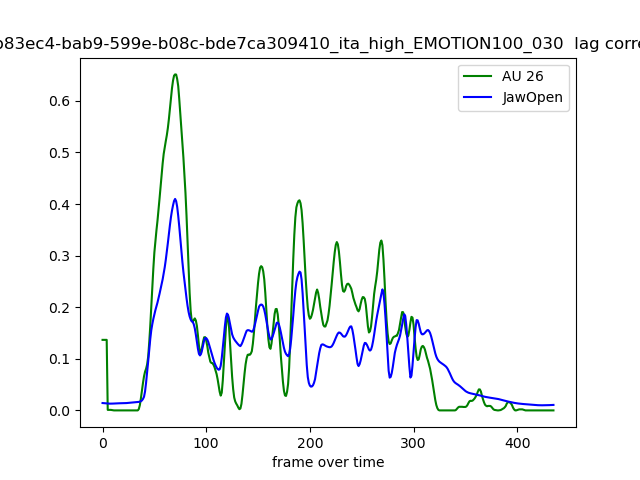 b83ec4-bab9-599e-b08c-bde7ca309410_ita_high_EMOTION100_030 lag corre
AU 26
JawOpen
0.6
0.5
0.4
0.3
0.2
0.1
0.0
0 100 200 300 400
frame over time